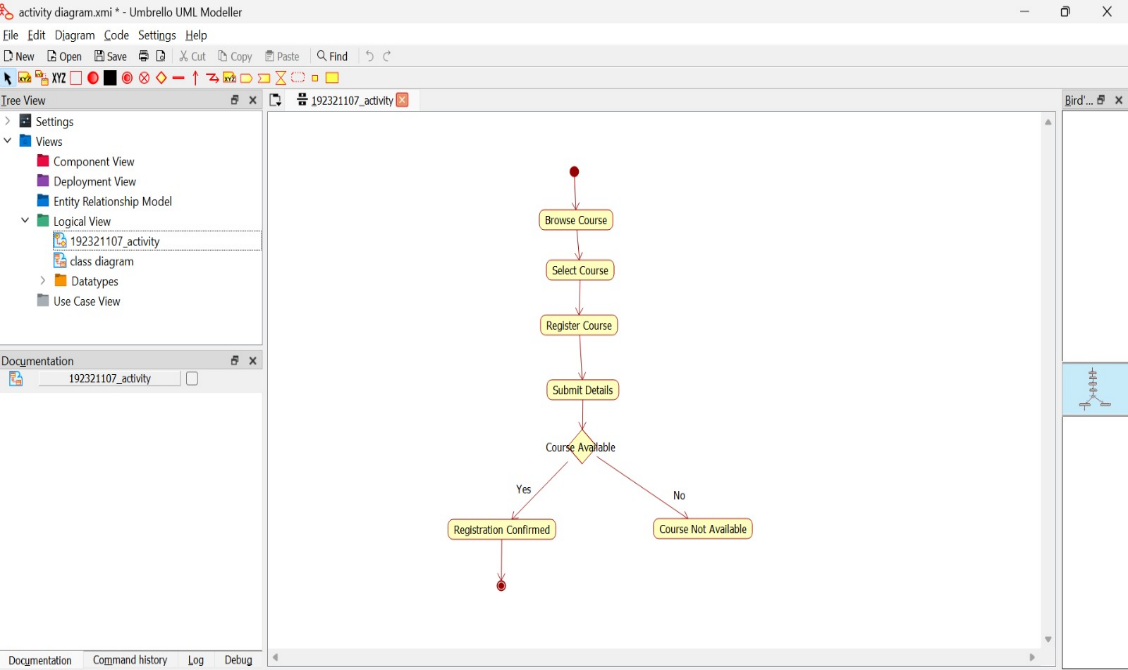 activity diagram.xmi * - Umbrello UML Modeller
File Edit Diagram Code Settings Help
New Open Save Cut Copy Paste Find
XYZ XYZ
Tree View
192321107_activity
Bird'...
Settings
Views
Component View
Deployment View
Entity Relationship Model
Logical View
192321107_activity
class diagram
Datatypes
Use Case View
Documentation
192321107_activity
Documentation Command history Log Debug
Browse Course
Select Course
Register Course
Submit Details
Course Available
Yes
No
Registration Confirmed
Course Not Available